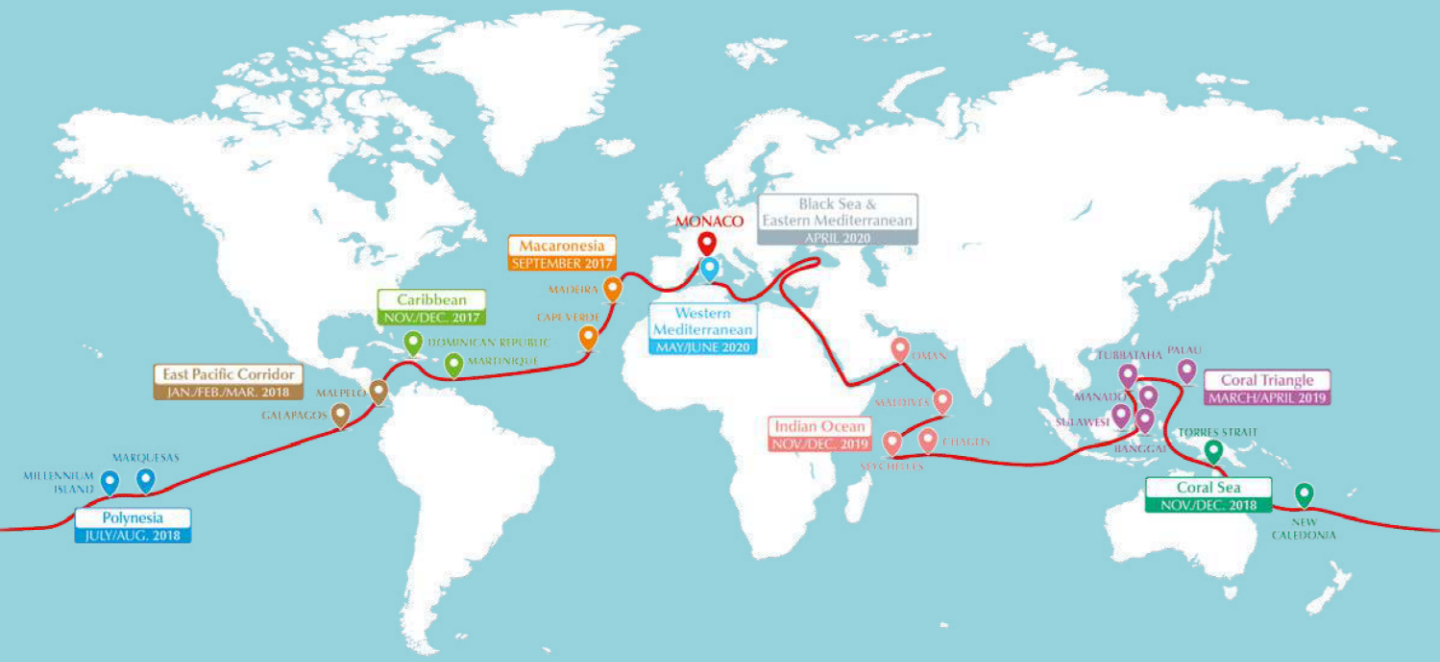 MONACO
Black Sea &
Eastern Mediterranean
APRIL 2020
Macaronesia
SEPTEMBER 2017
MADEIRA
CAPE VERDE
Western
Mediterranean
MAY/JUNE 2020
Caribbean
NOV./DEC. 2017
DOMINICAN REPUBLIC
MARTINIQUE
East Pacific Corridor
JAN./FEB./MAR. 2018
MALPELO
GALAPAGOS
MARQUESAS
MILLENNIUM
ISLAND
Polynesia
JULY/AUG. 2018
OMAN
MALDIVES
Indian Ocean
NOV./DEC. 2019
CHAGOS
SEYCHELLES
TUBBATAHA
PALAU
Coral Triangle
MARCH/APRIL 2019
MANADO
SULAWESI
BANGGAI
TORRES STRAIT
Coral Sea
NOV./DEC. 2018
NEW
CALEDONIA